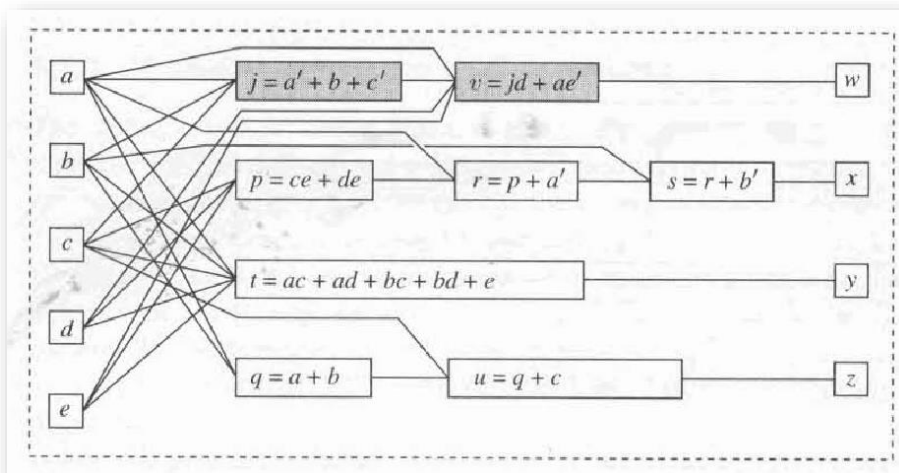 a
j = a' + b + c'
v = jd + ae'
w
b
p = ce + de
r = p + a'
s = r + b'
x
c
t = ac + ad + bc + bd + e
y
d
q = a + b
u = q + c
z
e